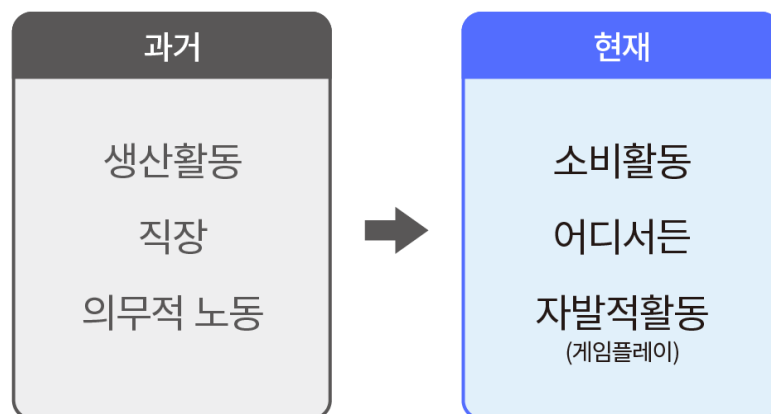 과거
생산활동
직장
의무적 노동
현재
소비활동
어디서든
자발적활동
(게임플레이)